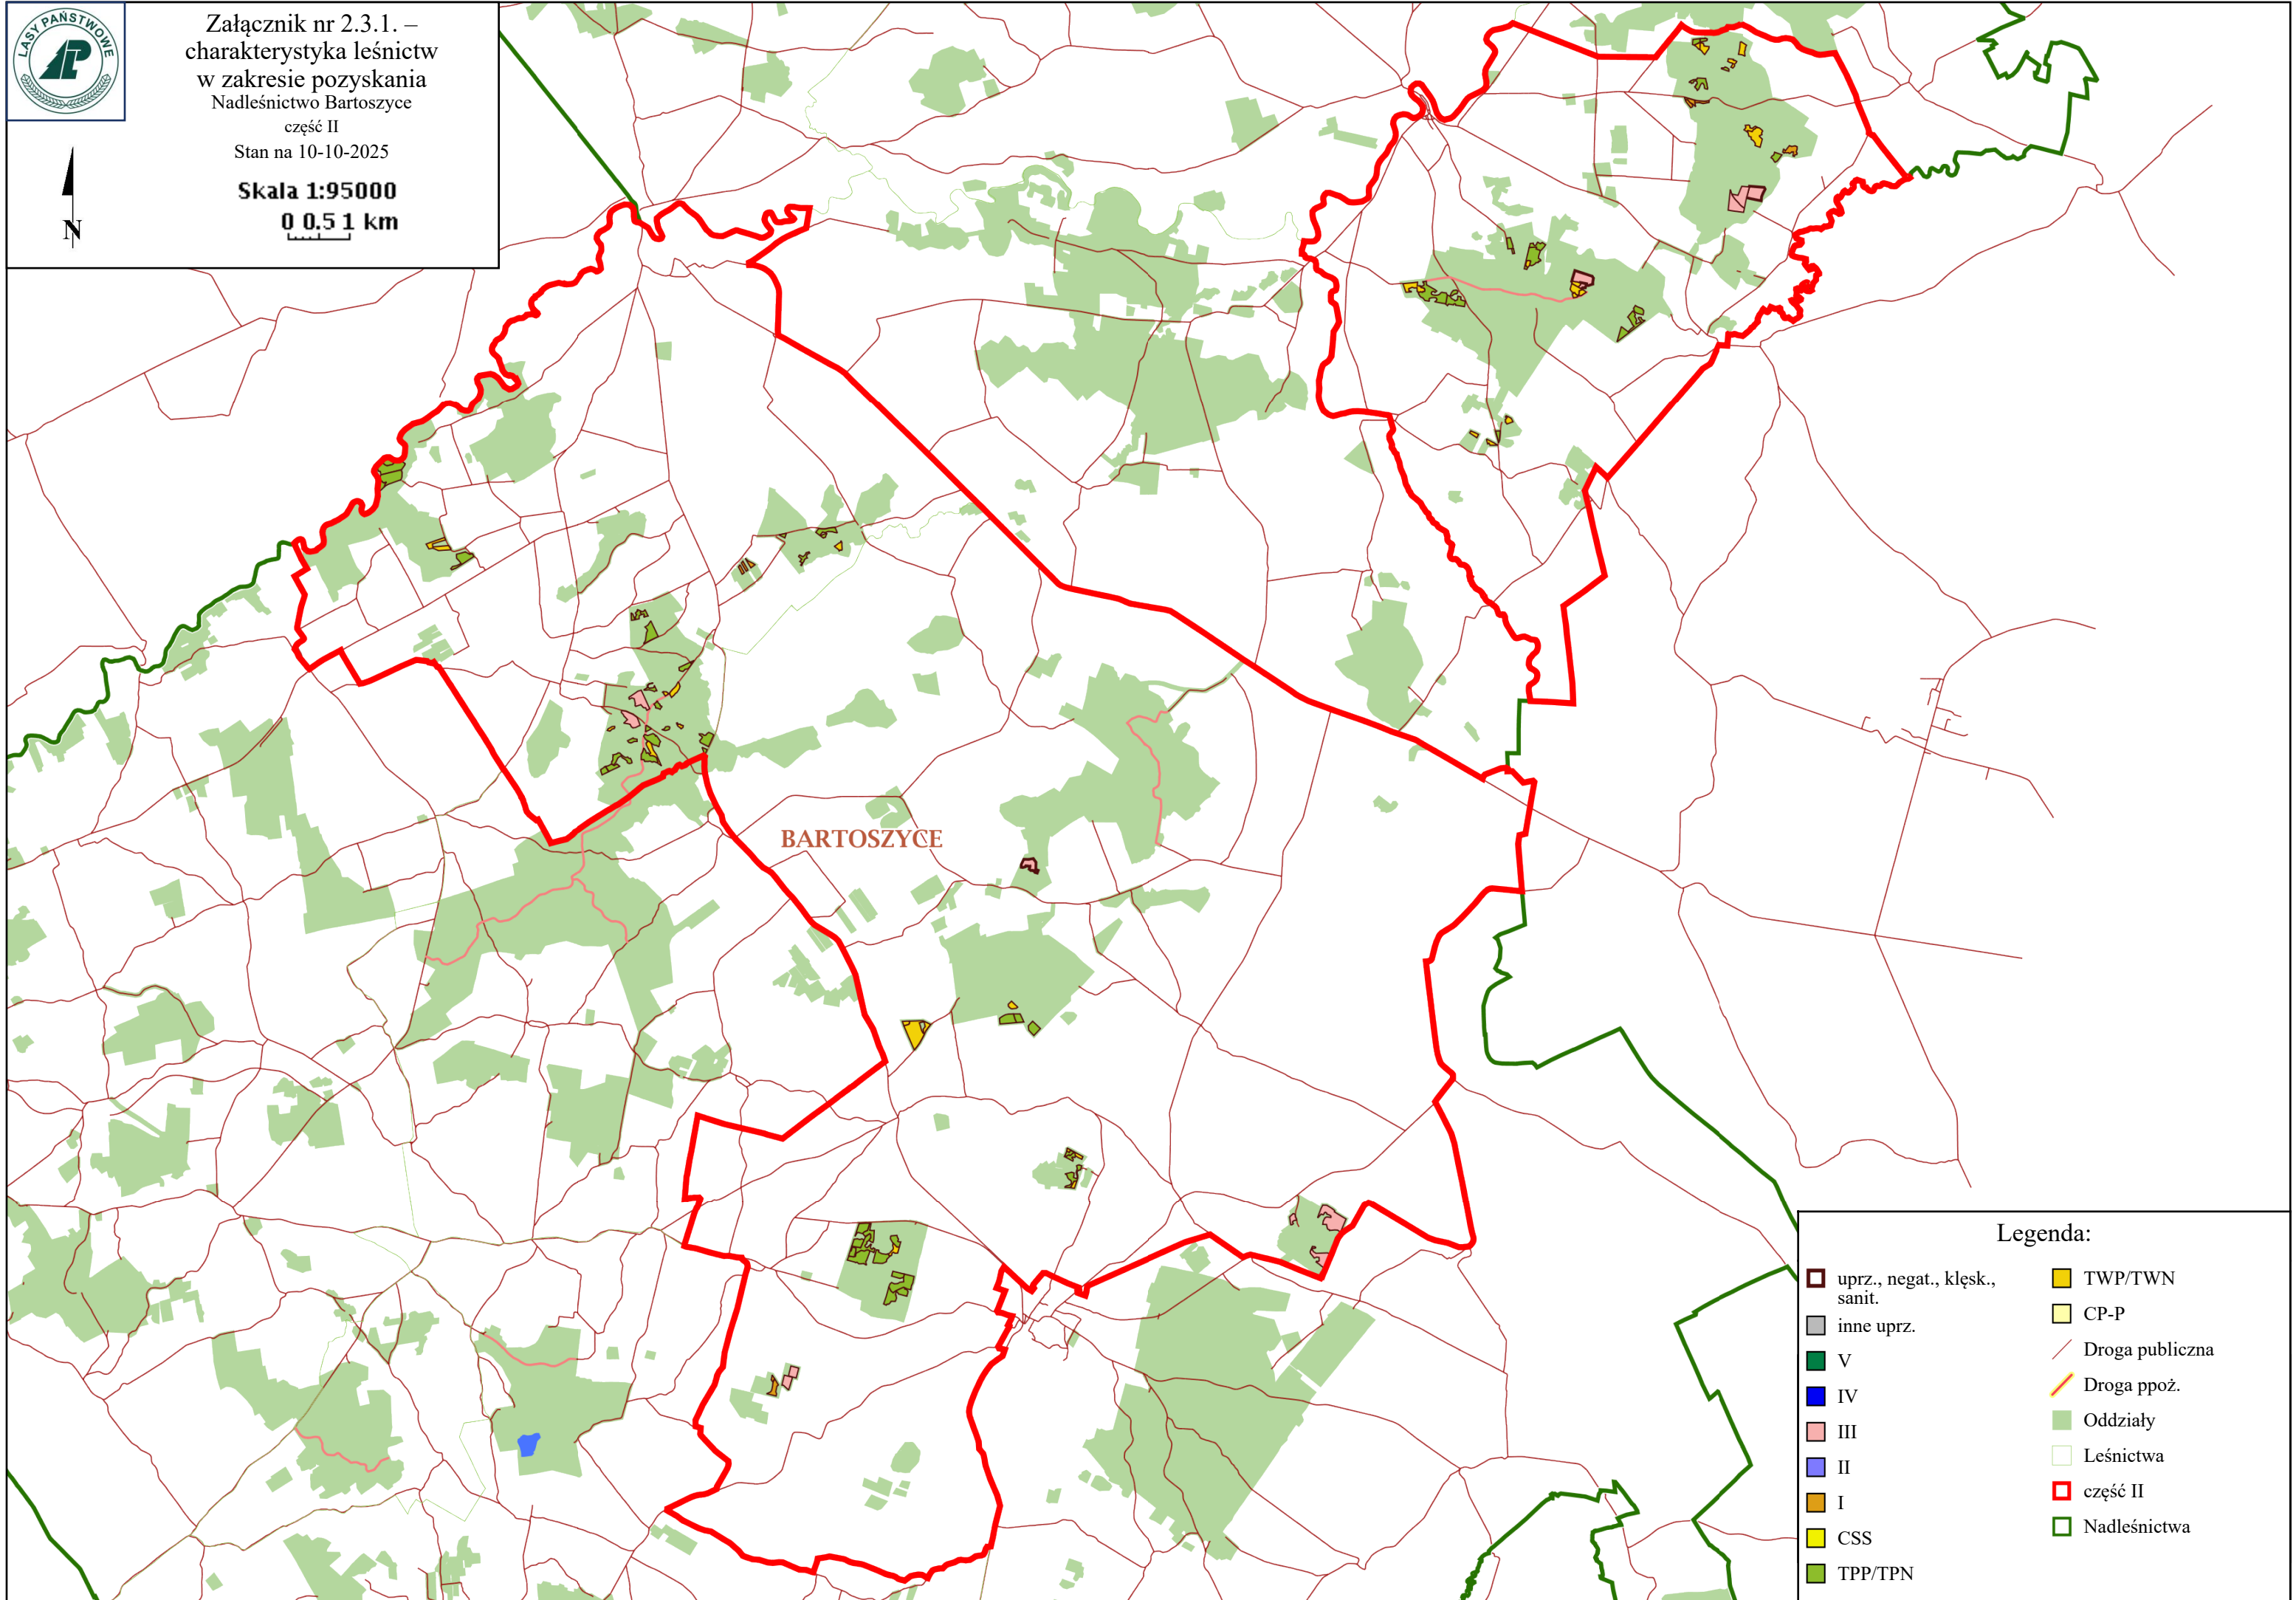 LASY PAŃSTWOWE
Załącznik nr 2.3.1. –
charakterystyka leśnictw
w zakresie pozyskania
Nadleśnictwo Bartoszyce
część II
Stan na 10-10-2025
Skala 1:95000
0 0.5 1 km
N
BARTOSZYCE
Legenda:
uprz., negat., klęsk.,
sanit.
inne uprz.
V
IV
III
II
I
CSS
TPP/TPN
TWP/TWN
CP-P
Droga publiczna
Droga ppoż.
Oddziały
Leśnictwa
część II
Nadleśnictwa